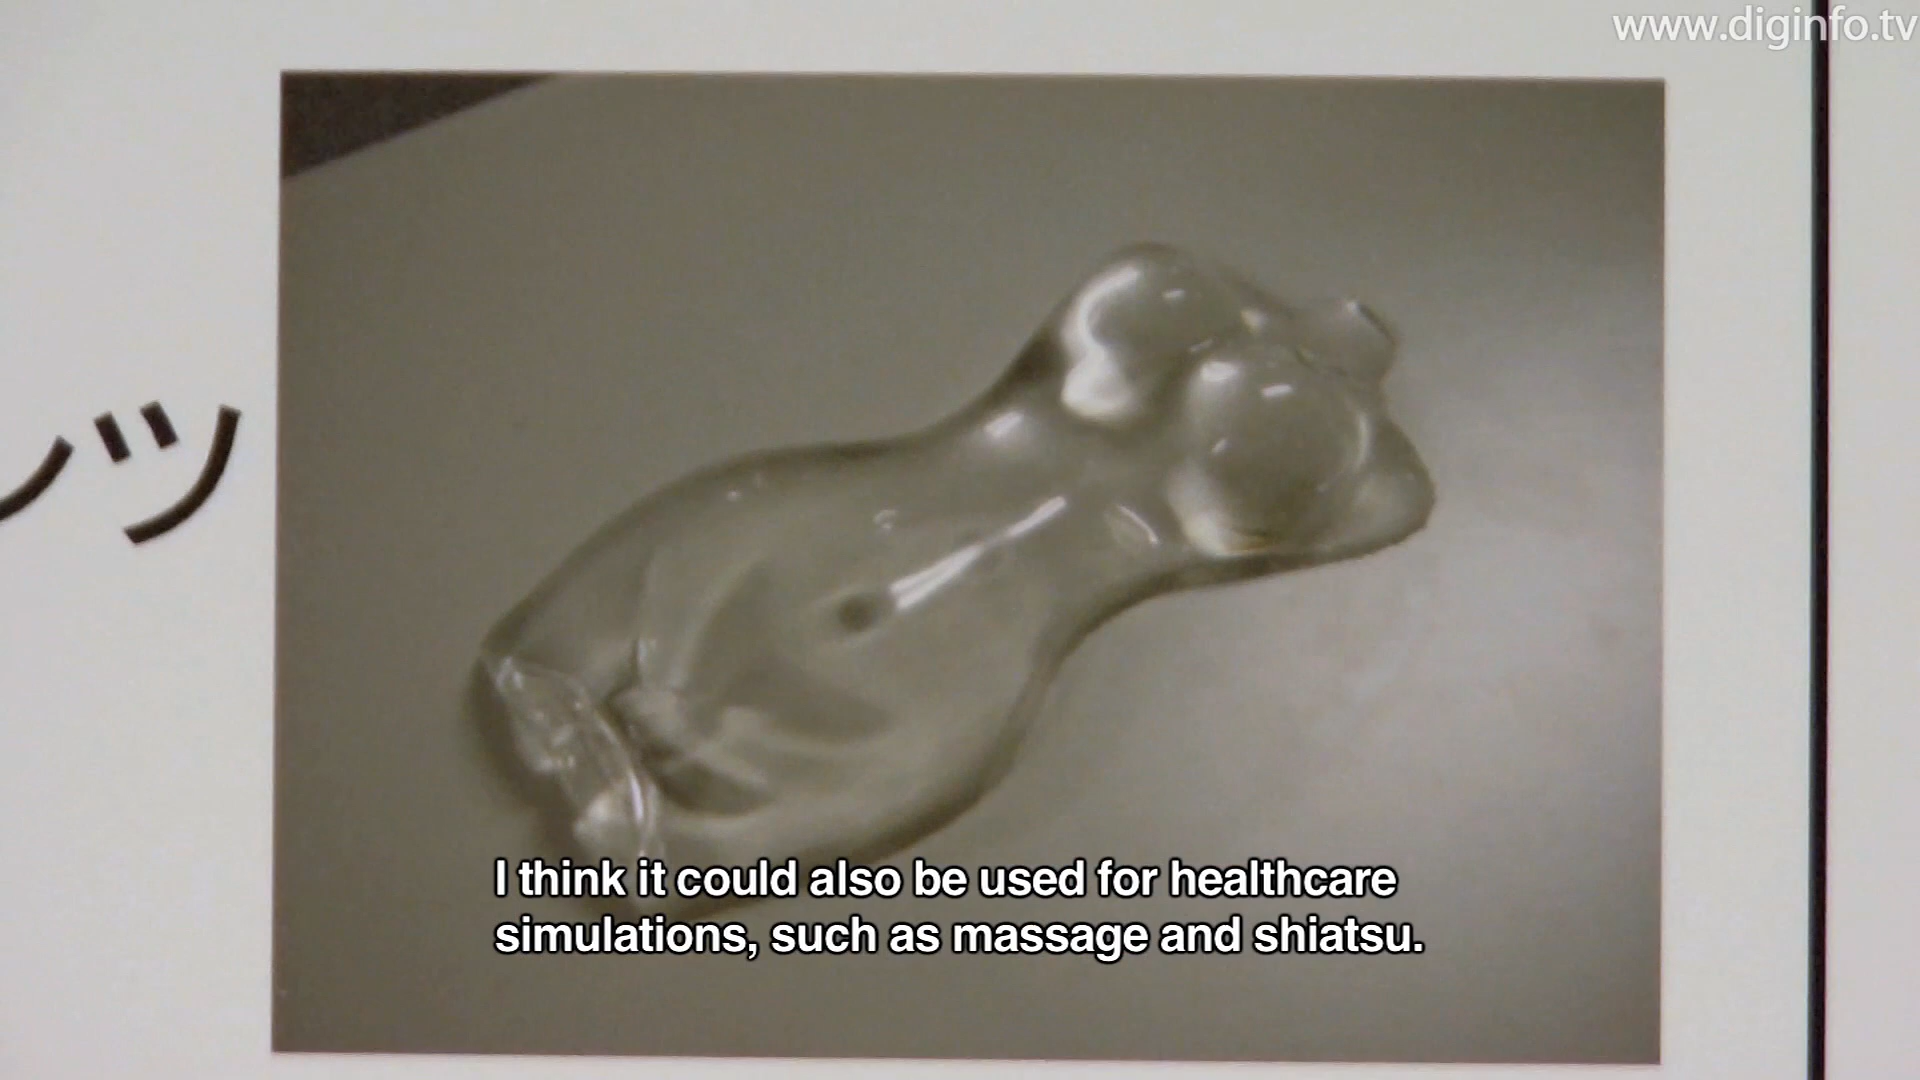 www.diginfo.tv
ンツ
I think it could also be used for healthcare
simulations, such as massage and shiatsu.